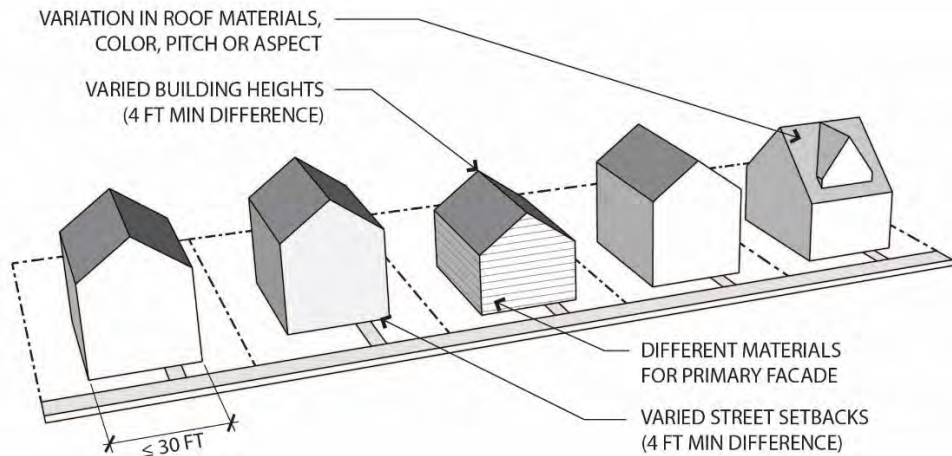 VARIATION IN ROOF MATERIALS,
COLOR, PITCH OR ASPECT
VARIED BUILDING HEIGHTS
(4 FT MIN DIFFERENCE)
DIFFERENT MATERIALS
FOR PRIMARY FACADE
VARIED STREET SETBACKS
(4 FT MIN DIFFERENCE)
≤ 30 FT